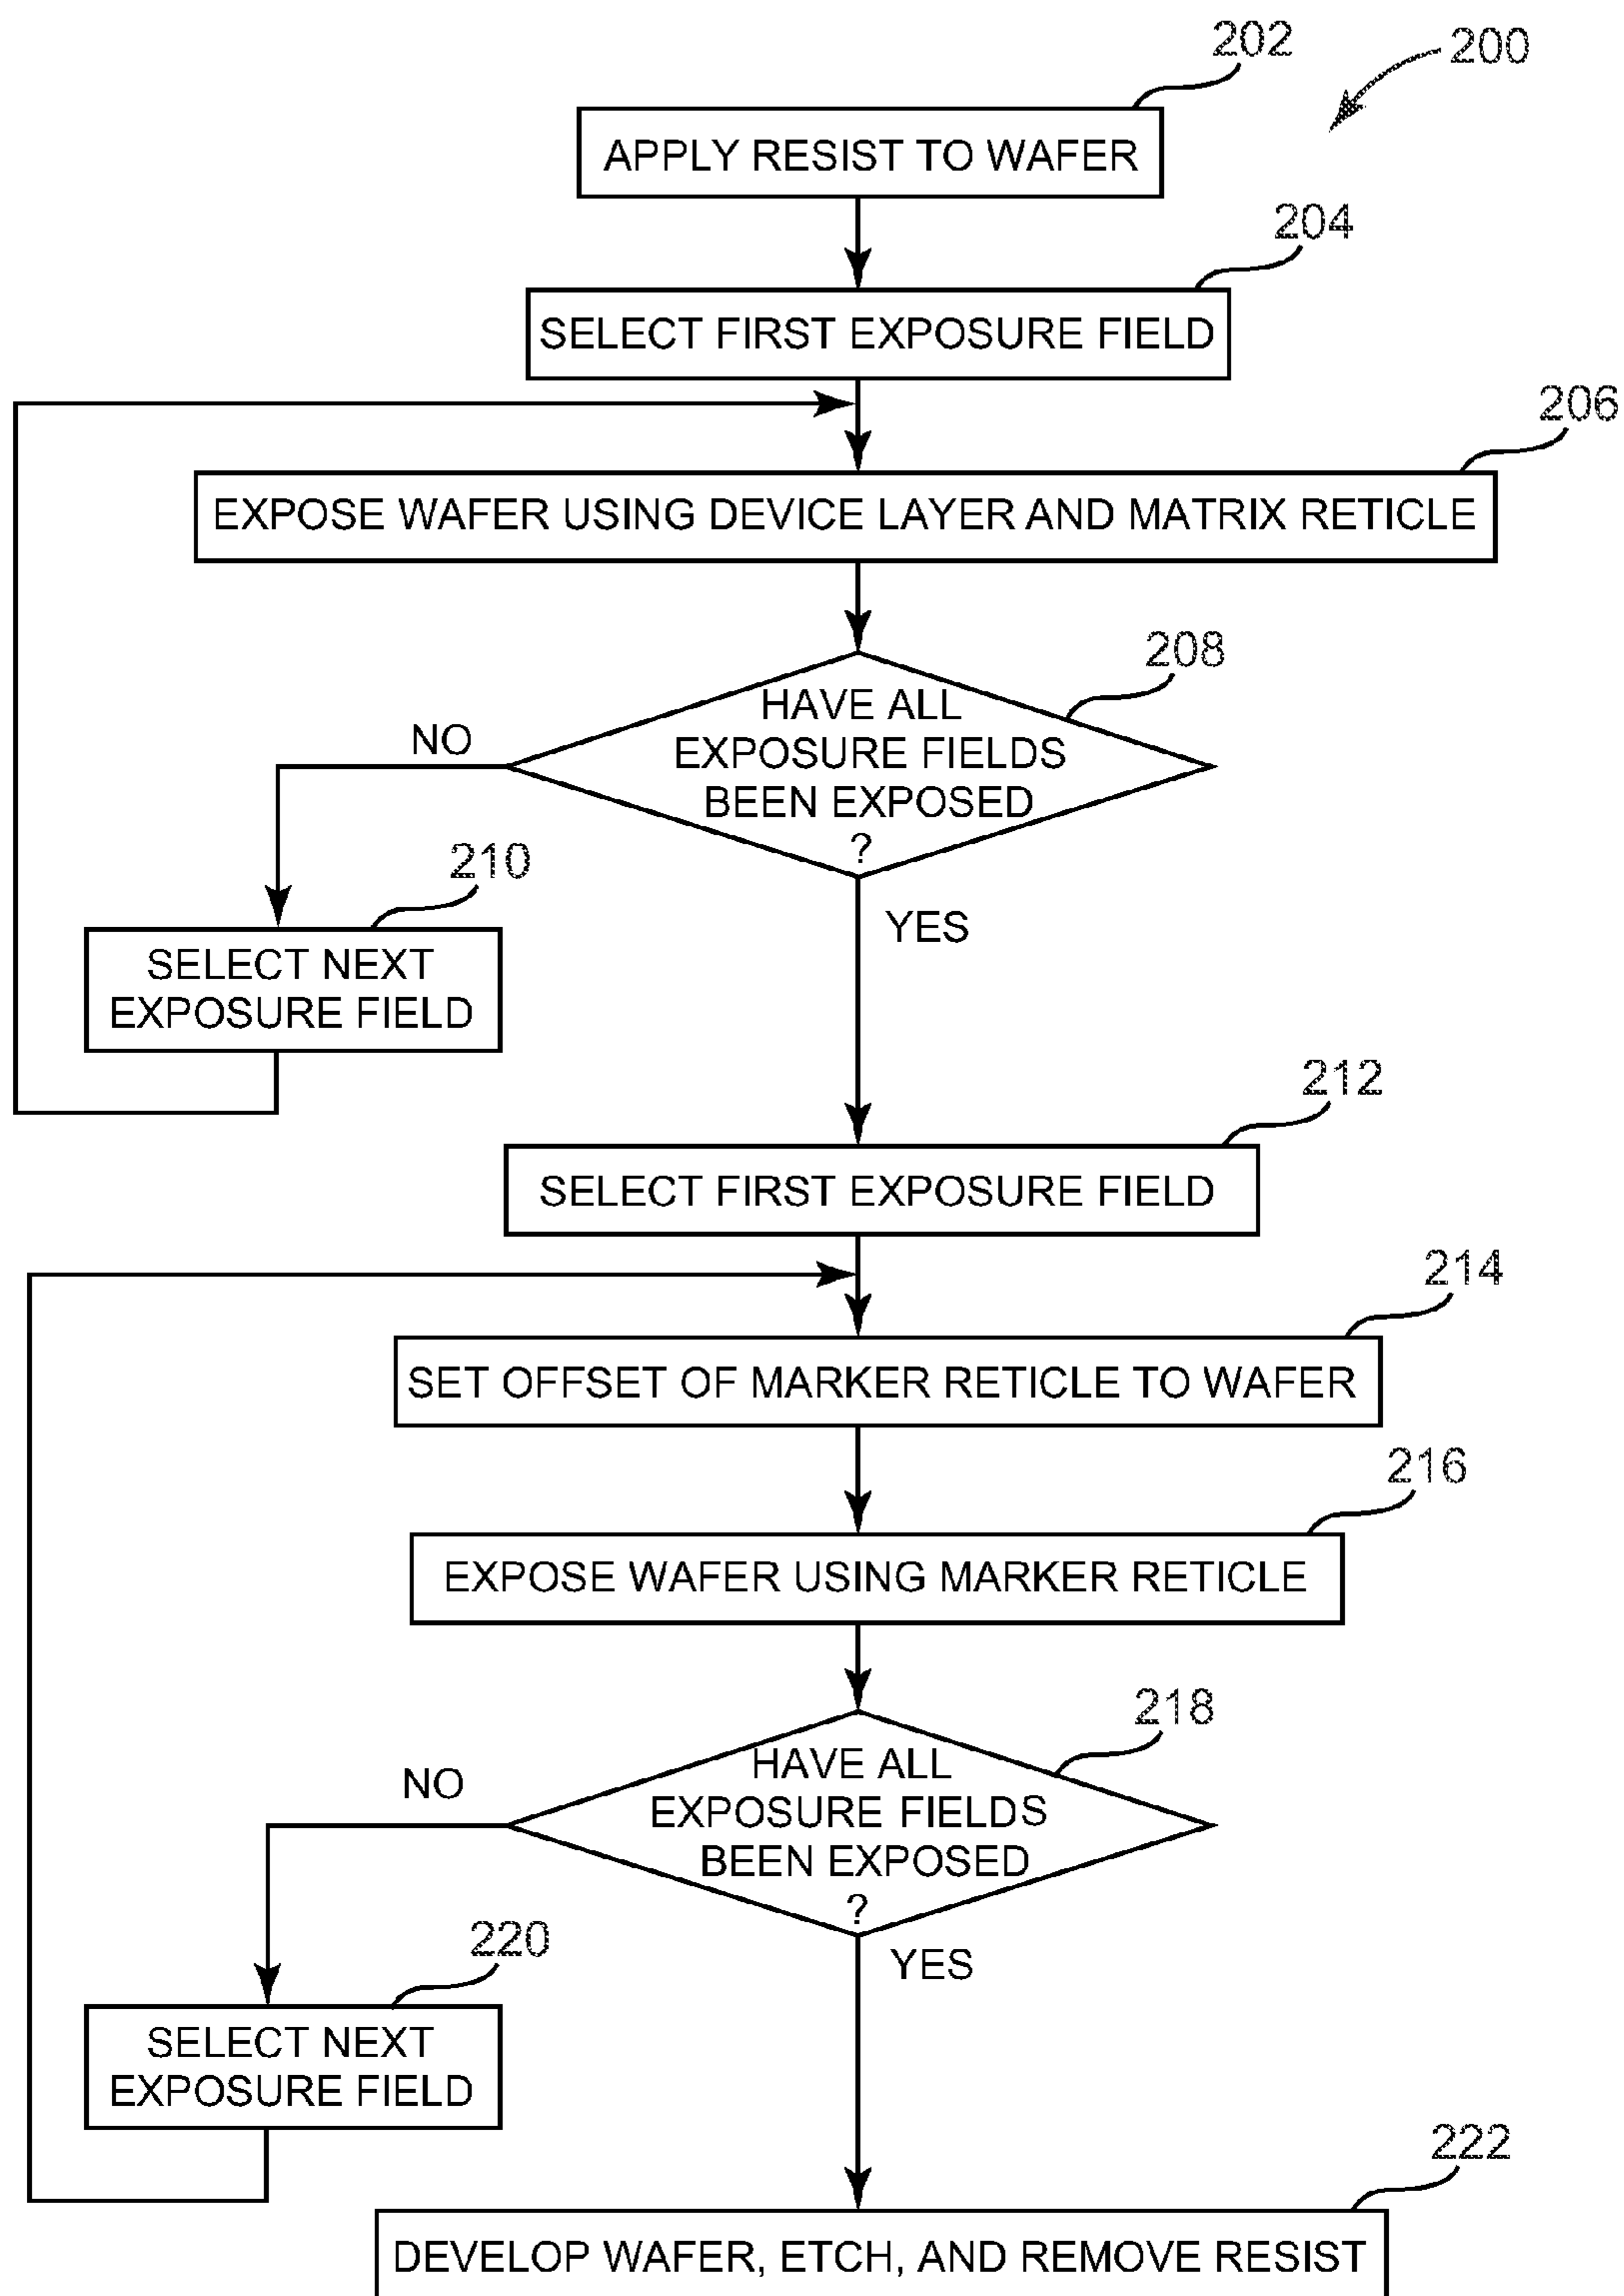 202
200
APPLY RESIST TO WAFER
204
SELECT FIRST EXPOSURE FIELD
206
EXPOSE WAFER USING DEVICE LAYER AND MATRIX RETICLE
208
HAVE ALL
EXPOSURE FIELDS
BEEN EXPOSED
?
NO
YES
210
SELECT NEXT
EXPOSURE FIELD
212
SELECT FIRST EXPOSURE FIELD
214
SET OFFSET OF MARKER RETICLE TO WAFER
216
EXPOSE WAFER USING MARKER RETICLE
218
HAVE ALL
EXPOSURE FIELDS
BEEN EXPOSED
?
NO
YES
220
SELECT NEXT
EXPOSURE FIELD
222
DEVELOP WAFER, ETCH, AND REMOVE RESIST